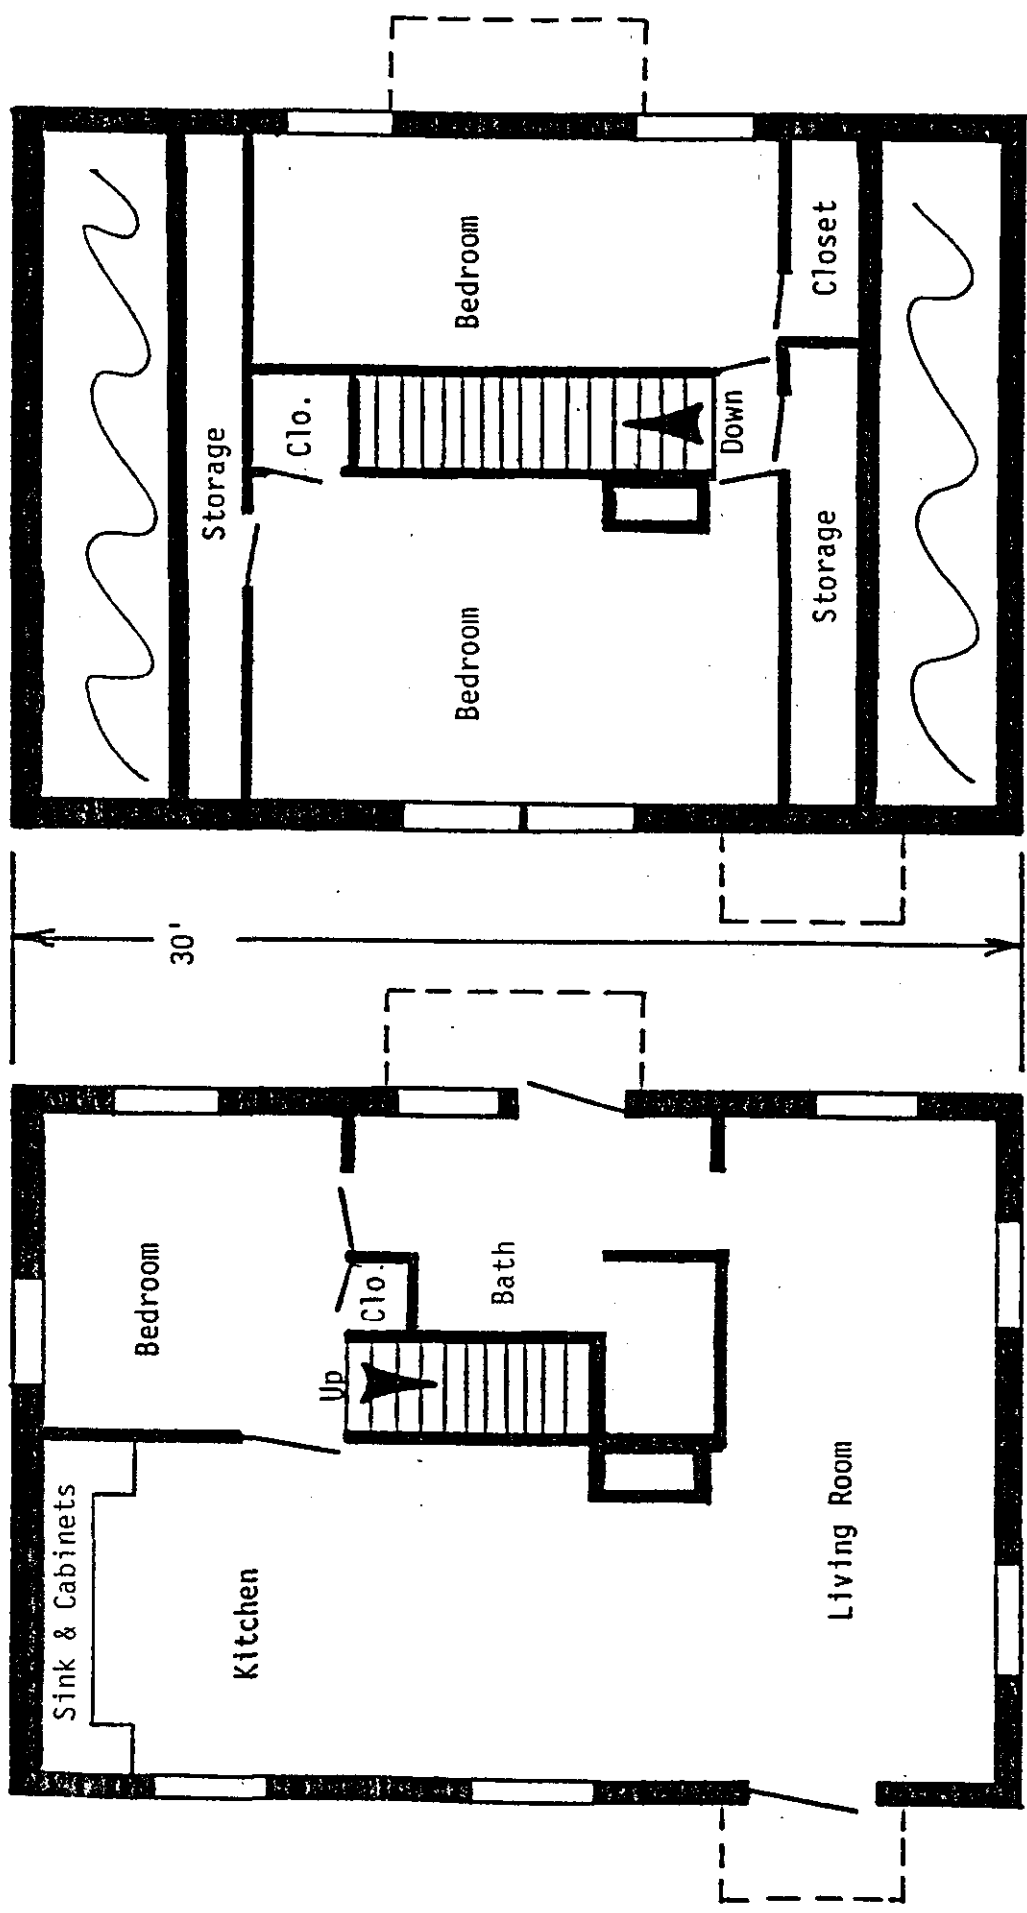 Sink & Cabinets
Kitchen
Bedroom
Up
Clo.
Bath
Living Room
30'
Storage
Clo.
Bedroom
Bedroom
Down
Storage
Closet